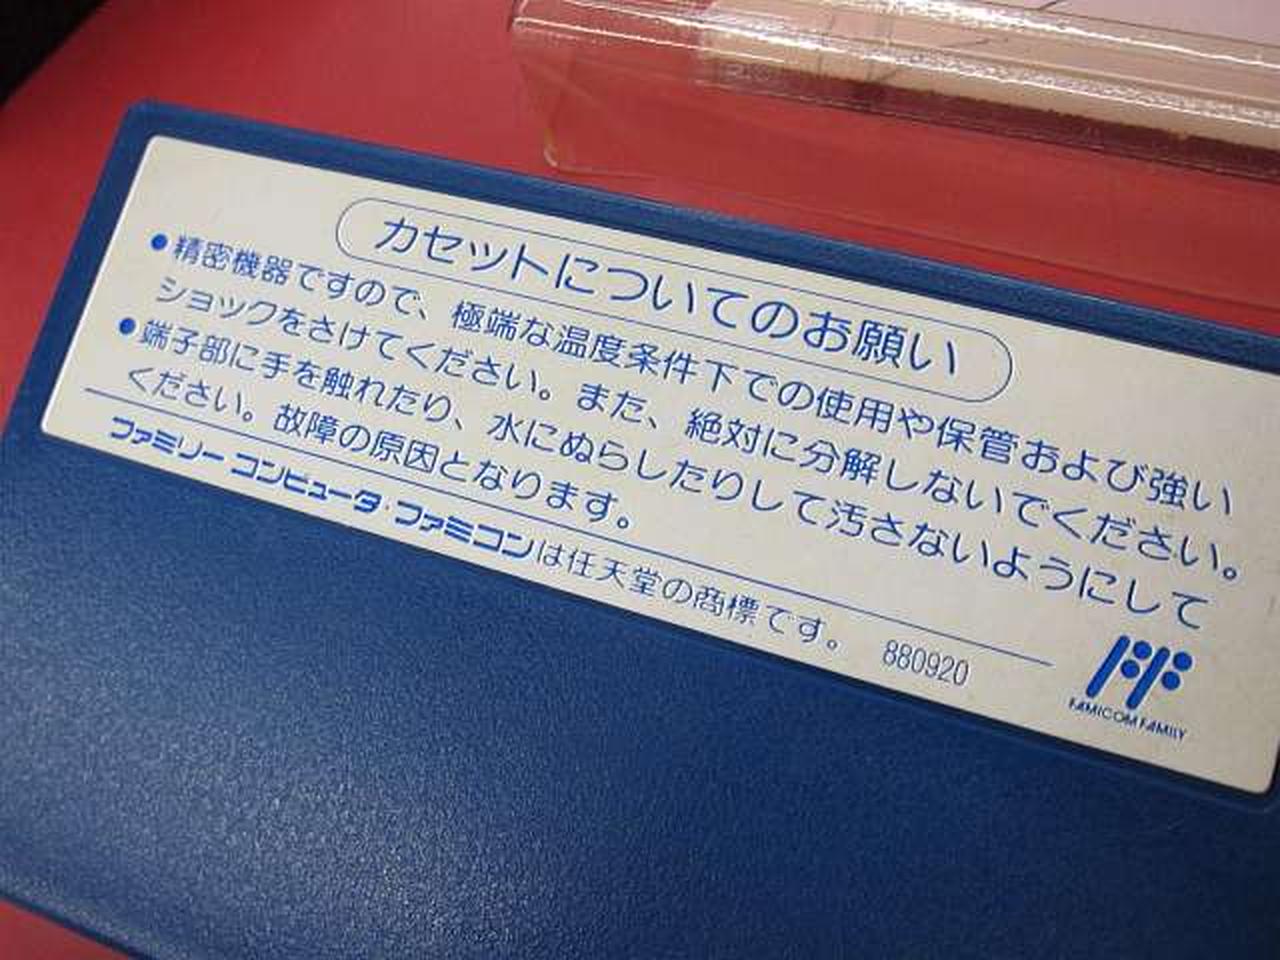 カセットについてのお願い
●精密機器ですので、極端な温度条件下での使用や保管および強い
ショックをさけてください。また、絶対に分解しないでください。
●端子部に手を触れたり、水にぬらしたりして汚さないようにして
ください。故障の原因となります。
ファミリーコンピュータ・ファミコンは任天堂の商標です。 880920
FF
FAMICOM FAMILY